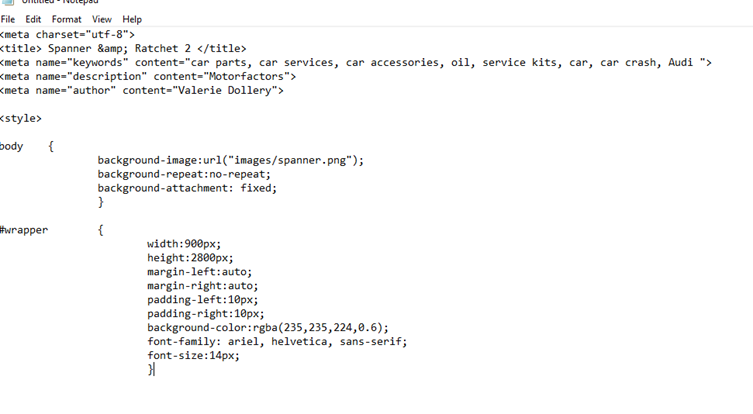 Untitled - Notepad
File Edit Format View Help
<meta charset="utf-8">
<title> Spanner &amp; Ratchet 2 </title>
<meta name="keywords" content="car parts, car services, car accessories, oil, service kits, car, car crash, Audi ">
<meta name="description" content="Motorfactors">
<meta name="author" content="Valerie Dollery">
<style>
body {
background-image:url("images/spanner.png");
background-repeat:no-repeat;
background-attachment: fixed;
}
#wrapper {
width:900px;
height:2800px;
margin-left:auto;
margin-right:auto;
padding-left:10px;
padding-right:10px;
background-color:rgba(235,235,224,0.6);
font-family: ariel, helvetica, sans-serif;
font-size:14px;
}